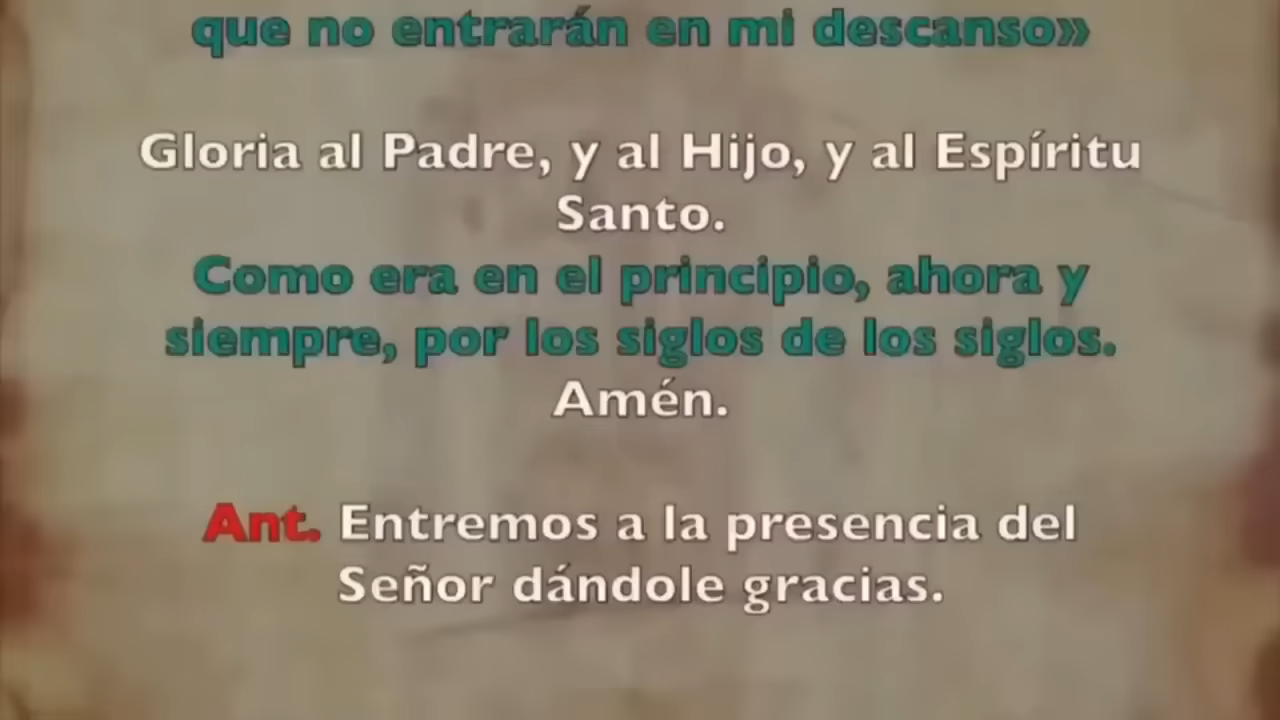 que no entrarán en mi descanso»
Gloria al Padre, y al Hijo, y al Espíritu
Santo.
Como era en el principio, ahora y
siempre, por los siglos de los siglos.
Amén.
Ant. Entremos a la presencia del
Señor dándole gracias.